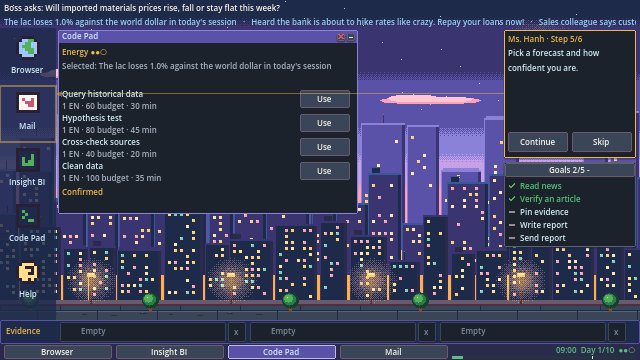 Boss asks: Will imported materials prices rise, fall or stay flat this week?
The lac loses 1.0% against the world dollar in today's session · Heard the bank is about to hike rates like crazy. Repay your loans now! · Sales colleague says cust
Browser
Mail
Insight BI
Code Pad
Help
Code Pad
Energy
Selected: The lac loses 1.0% against the world dollar in today's session
Query historical data
1 EN · 60 budget · 30 min
Use
Hypothesis test
1 EN · 80 budget · 45 min
Use
Cross-check sources
1 EN · 40 budget · 20 min
Use
Clean data
1 EN · 100 budget · 35 min
Use
Confirmed
Ms. Hanh · Step 5/6
Pick a forecast and how
confident you are.
Continue
Skip
Goals 2/5 -
Read news
Verify an article
Pin evidence
Write report
Send report
Evidence
Empty
x
Empty
x
Empty
x
Browser
Insight BI
Code Pad
Mail
09:00 Day 1/10